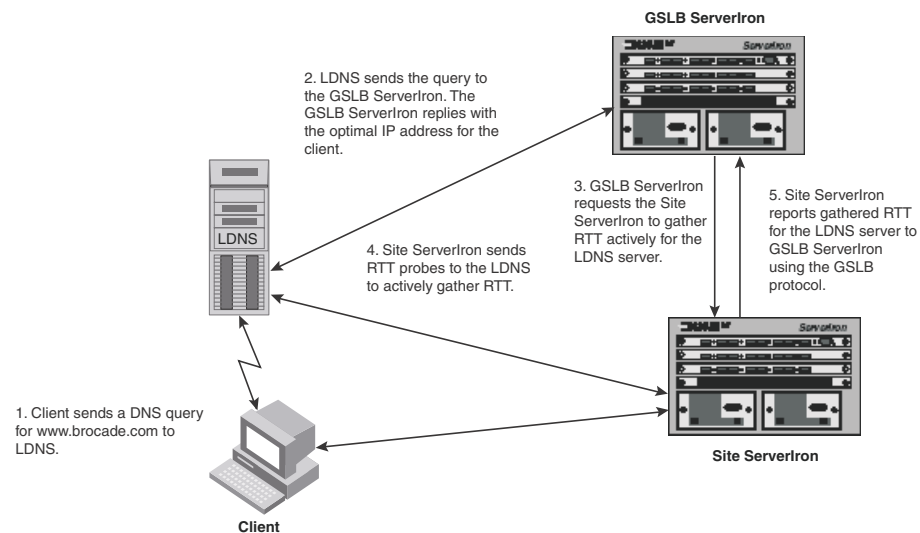 GSLB ServerIron
ServerIron
2. LDNS sends the query to
the GSLB ServerIron. The
GSLB ServerIron replies with
the optimal IP address for the
client.
LDNS
3. GSLB ServerIron
requests the Site
ServerIron to gather
RTT actively for the
LDNS server.
5. Site ServerIron
reports gathered RTT
for the LDNS server to
GSLB ServerIron
using the GSLB
protocol.
4. Site ServerIron sends
RTT probes to the LDNS
to actively gather RTT.
ServerIron
1. Client sends a DNS query
for www.brocade.com to
LDNS.
Site ServerIron
Client